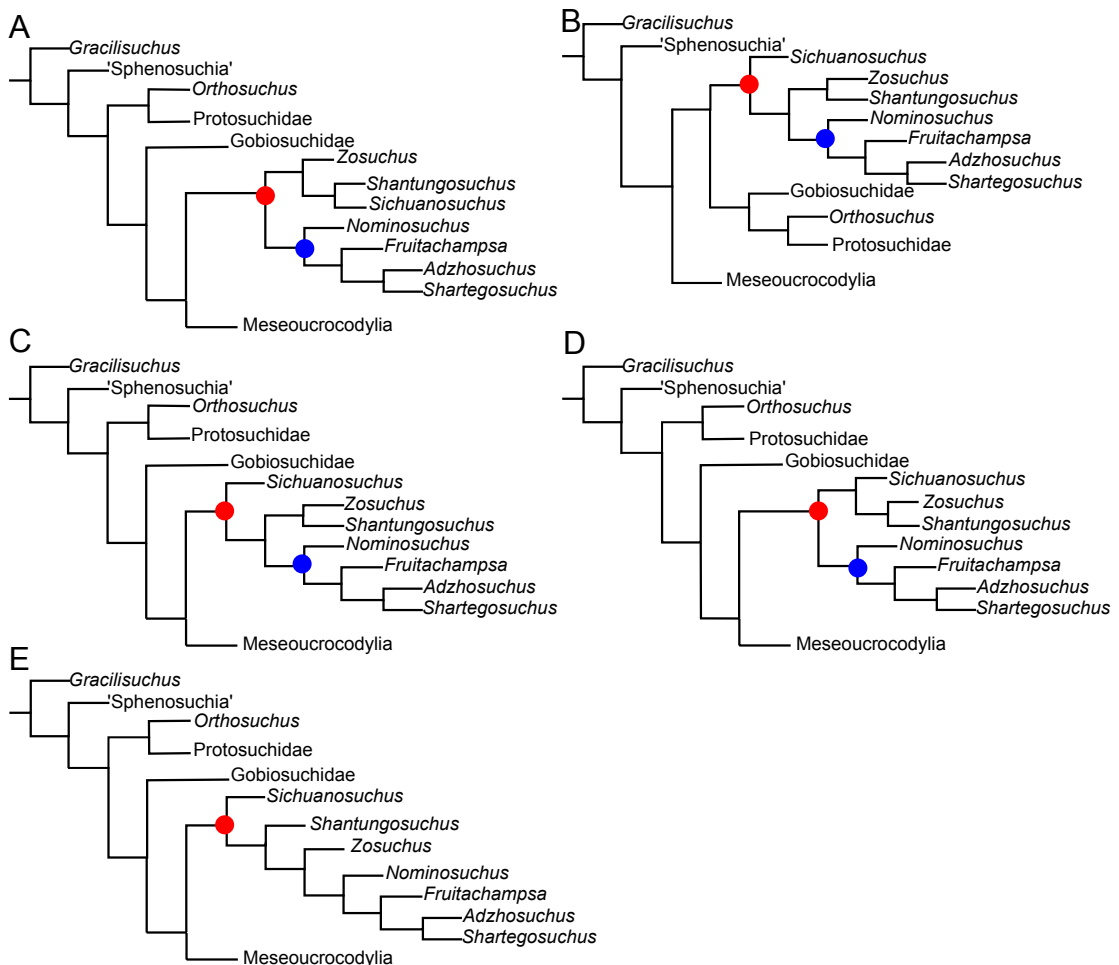 A
Gracilisuchus
'Sphenosuchia'
Orthosuchus
Protosuchidae
Gobiosuchidae
Zosuchus
Shantungosuchus
Sichuanosuchus
Nominosuchus
Fruitachampsa
Adzhosuchus
Shartegosuchus
Meseoucrocodylia
B
Gracilisuchus
'Sphenosuchia'
Sichuanosuchus
Zosuchus
Shantungosuchus
Nominosuchus
Fruitachampsa
Adzhosuchus
Shartegosuchus
Gobiosuchidae
Orthosuchus
Protosuchidae
Meseoucrocodylia
C
Gracilisuchus
'Sphenosuchia'
Orthosuchus
Protosuchidae
Gobiosuchidae
Sichuanosuchus
Zosuchus
Shantungosuchus
Nominosuchus
Fruitachampsa
Adzhosuchus
Shartegosuchus
Meseoucrocodylia
D
Gracilisuchus
'Sphenosuchia'
Orthosuchus
Protosuchidae
Gobiosuchidae
Sichuanosuchus
Zosuchus
Shantungosuchus
Nominosuchus
Fruitachampsa
Adzhosuchus
Shartegosuchus
Meseoucrocodylia
E
Gracilisuchus
'Sphenosuchia'
Orthosuchus
Protosuchidae
Gobiosuchidae
Sichuanosuchus
Shantungosuchus
Zosuchus
Nominosuchus
Fruitachampsa
Adzhosuchus
Shartegosuchus
Meseoucrocodylia